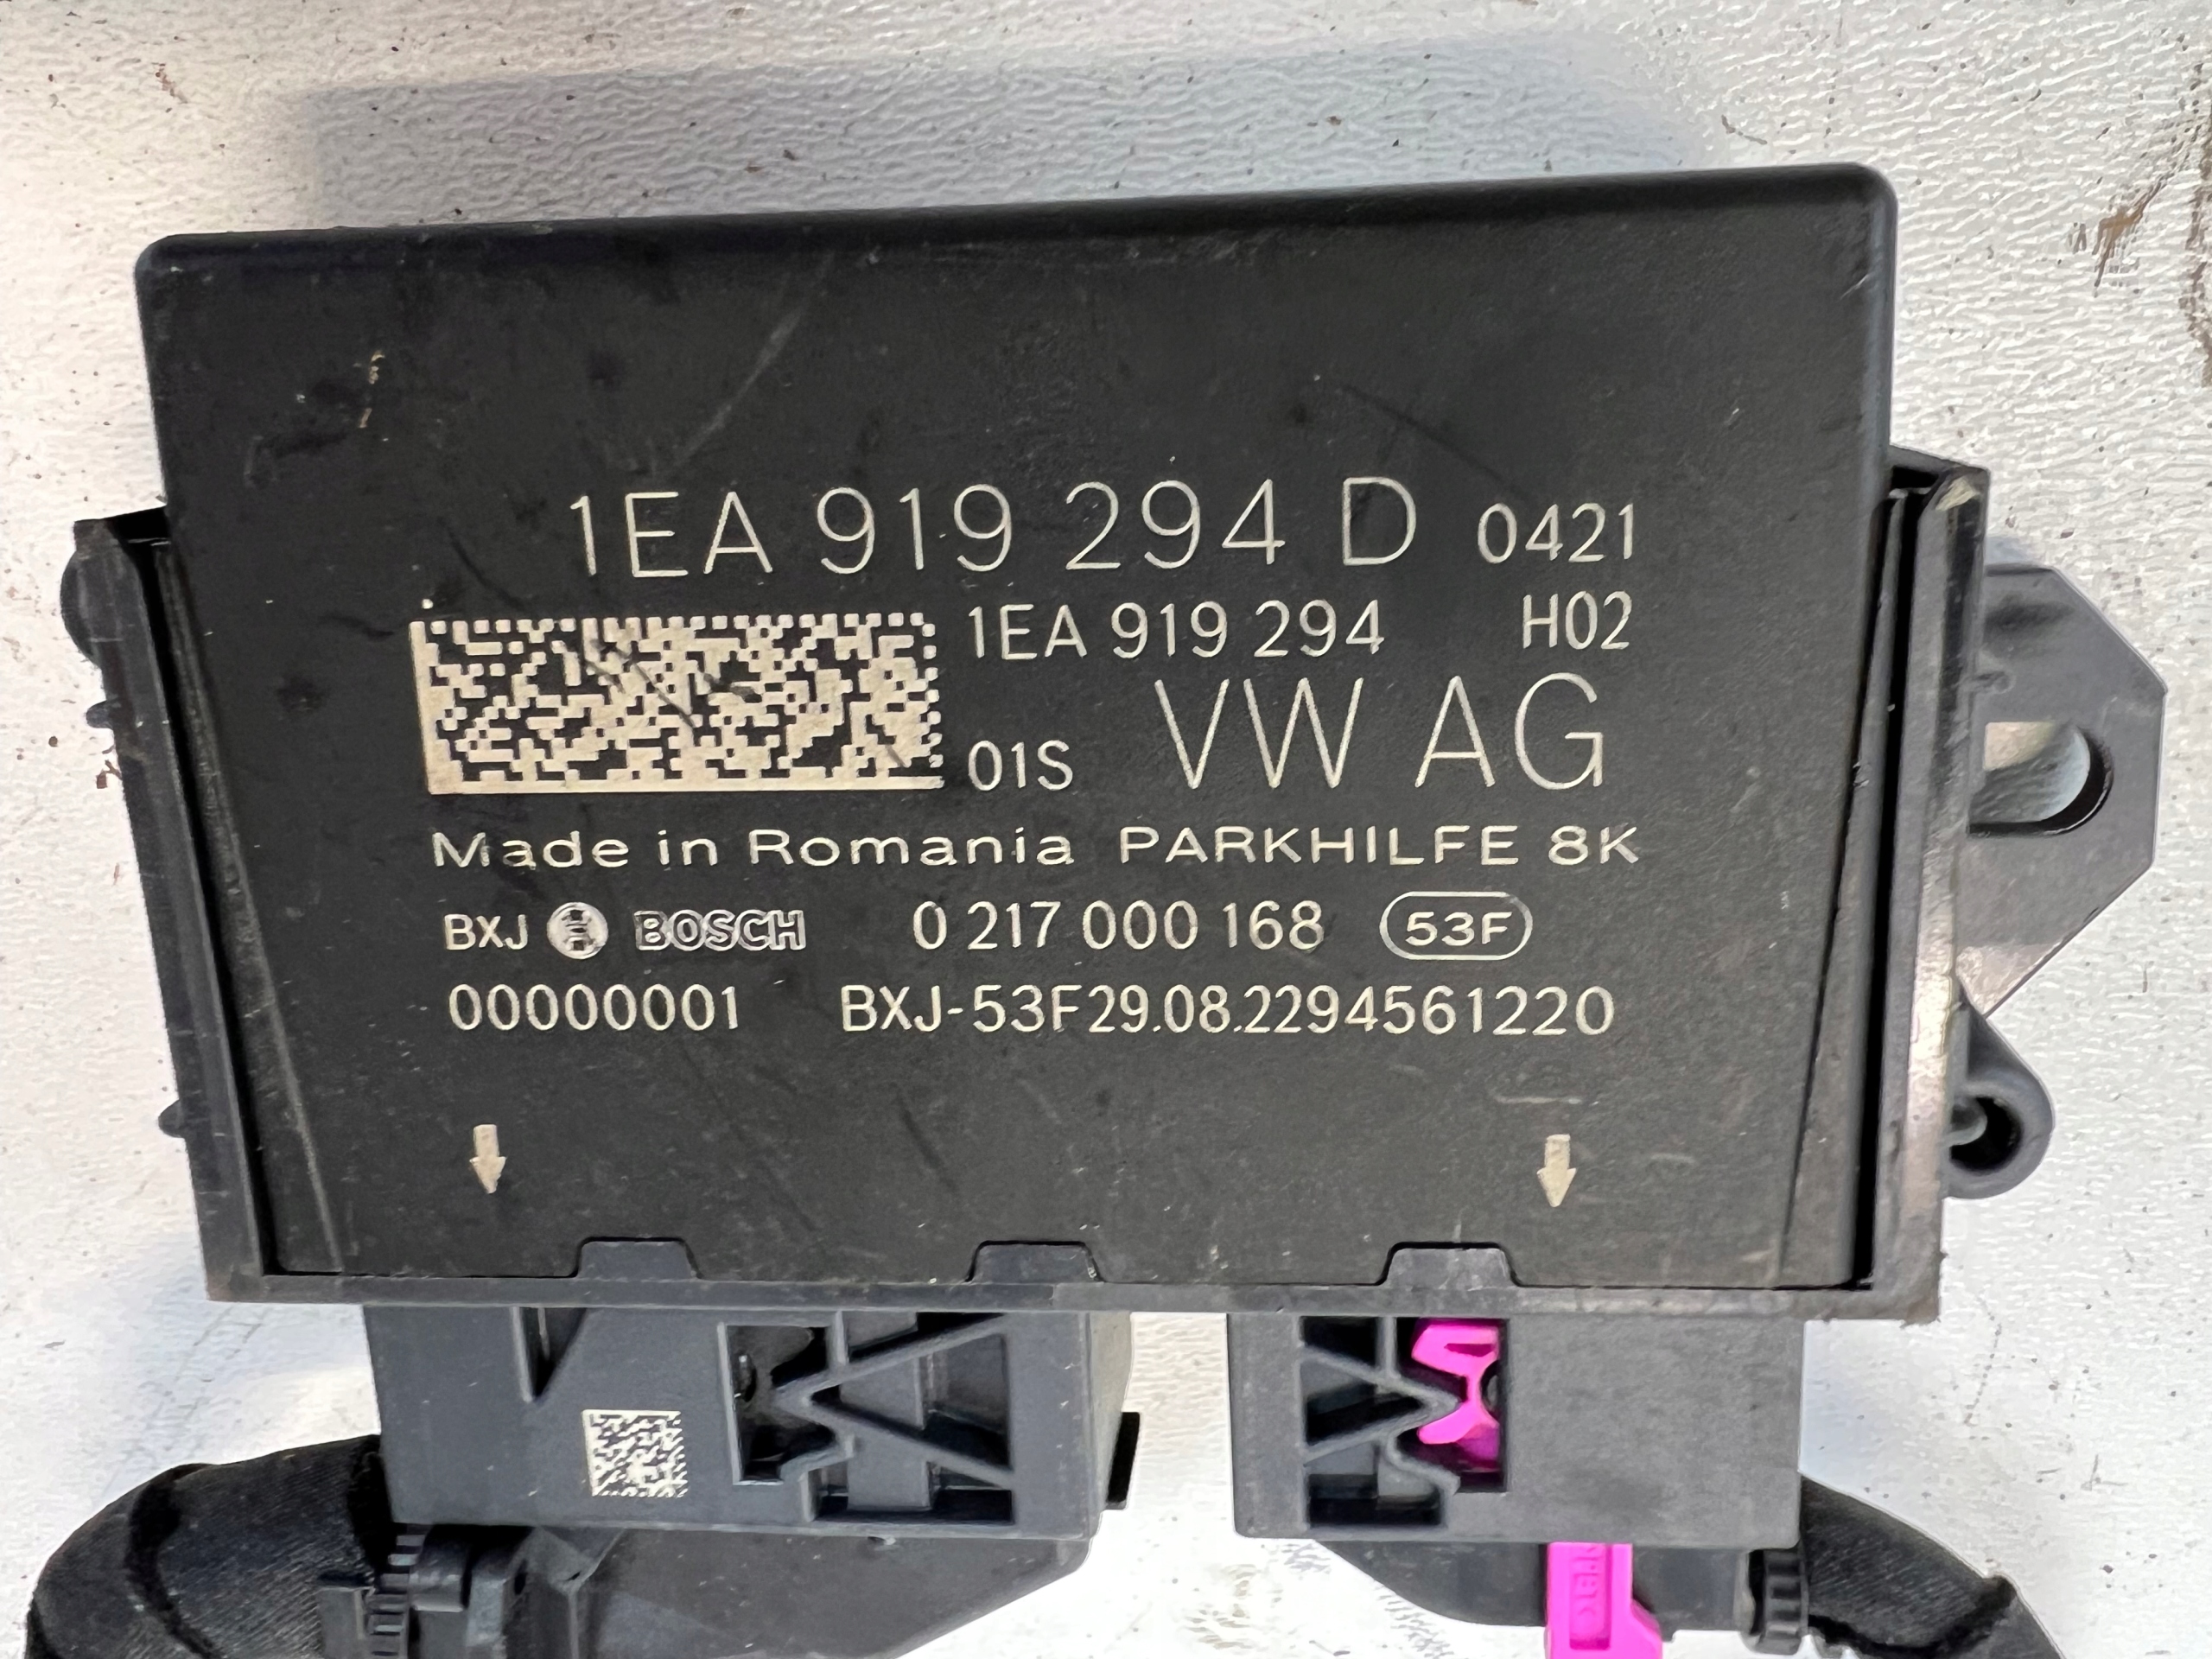 1EA 919 294 D 0421
1EA 919 294 H02
01S VW AG
Made in Romania PARKHILFE 8K
BXJ BOSCH 0 217 000 168 53F
00000001 BXJ-53F29.08.2294561220